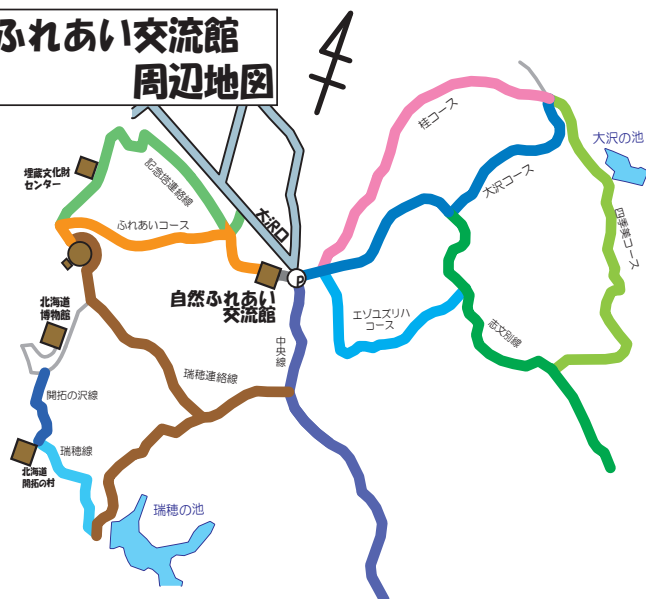 ふれあい交流館
周辺地図
桂コース
大沢の池
埋蔵文化財
センター
記念塔連絡線
大沢コース
ふれあいコース
大沢口
四季美コース
P
自然ふれあい
交流館
北海道
博物館
エゾユズリハ
コース
中央線
志文別線
瑞穂連絡線
開拓の沢線
瑞穂線
北海道
開拓の村
瑞穂の池